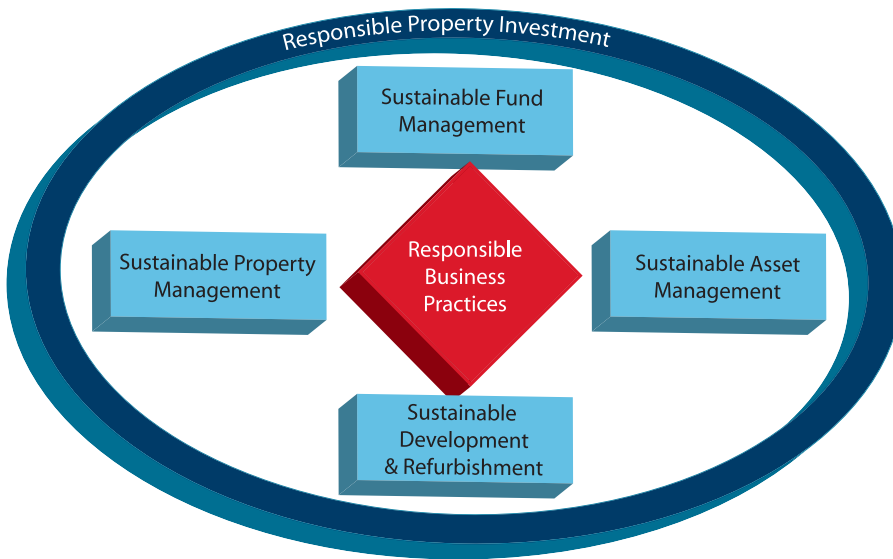 Responsible Property Investment
Sustainable Fund
Management
Sustainable Property
Management
Responsible
Business
Practices
Sustainable Asset
Management
Sustainable
Development
& Refurbishment